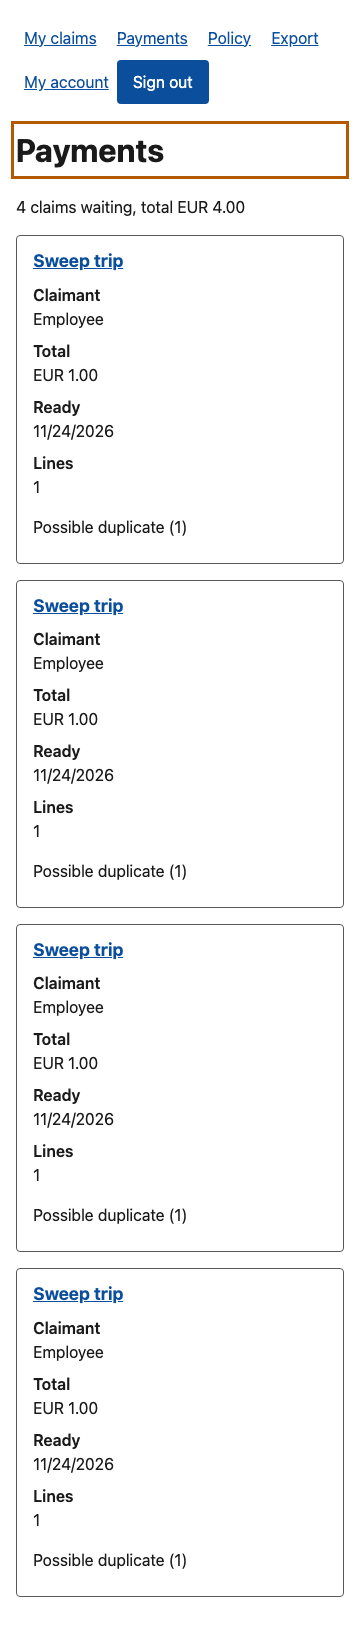 My claims Payments Policy Export
My account Sign out
Payments
4 claims waiting, total EUR 4.00
Sweep trip
Claimant
Employee
Total
EUR 1.00
Ready
11/24/2026
Lines
1
Possible duplicate (1)
Sweep trip
Claimant
Employee
Total
EUR 1.00
Ready
11/24/2026
Lines
1
Possible duplicate (1)
Sweep trip
Claimant
Employee
Total
EUR 1.00
Ready
11/24/2026
Lines
1
Possible duplicate (1)
Sweep trip
Claimant
Employee
Total
EUR 1.00
Ready
11/24/2026
Lines
1
Possible duplicate (1)